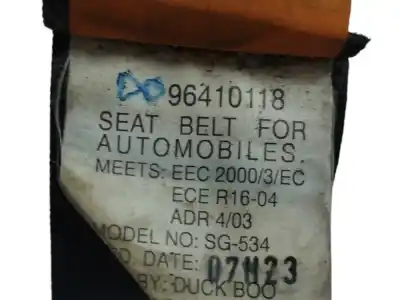 96410118
SEAT BELT FOR
AUTOMOBILES.
MEETS: EEC 2000/3/EC
ECE R16-04
ADR 4/03
MODEL NO: SG-534
D. DATE: 07H23
BY: DUCK BOO